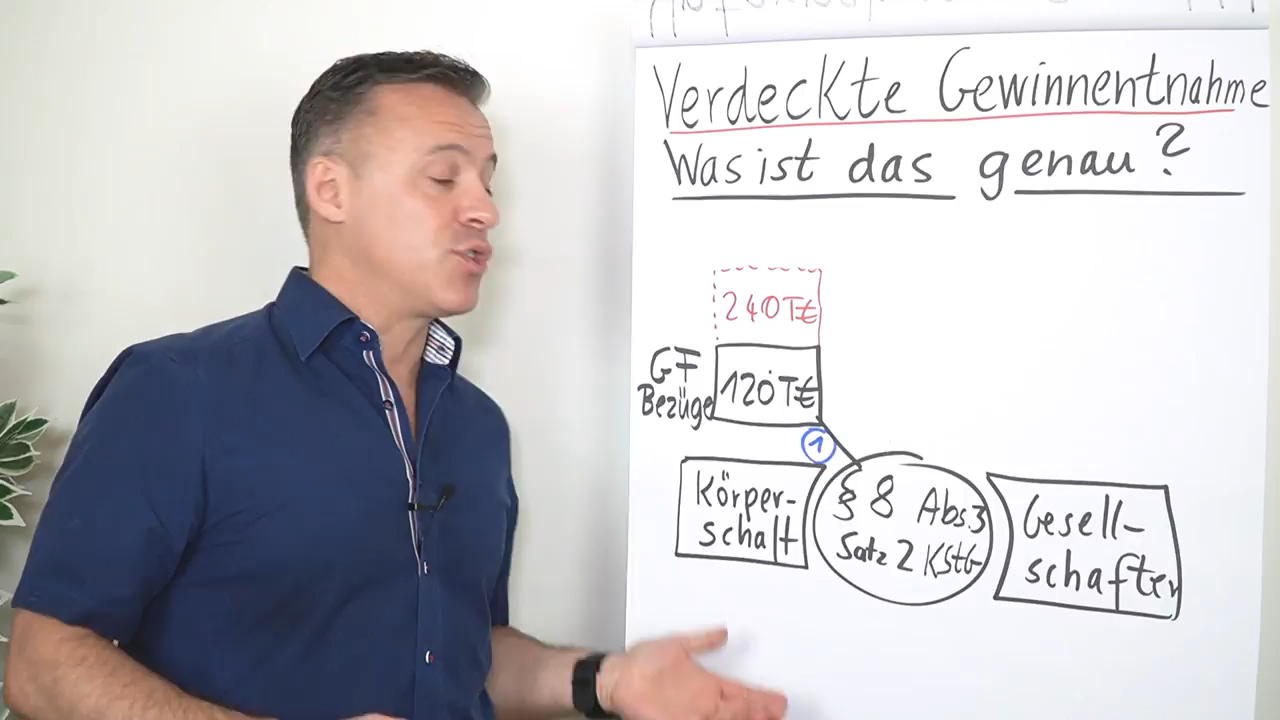 Verdeckte Gewinnentnahme
Was ist das genau?
240T€
GF
Bezüge
120T€
1
Körper-
schaft
§ 8 Abs.3
Satz 2 KStG
Gesell-
schafter